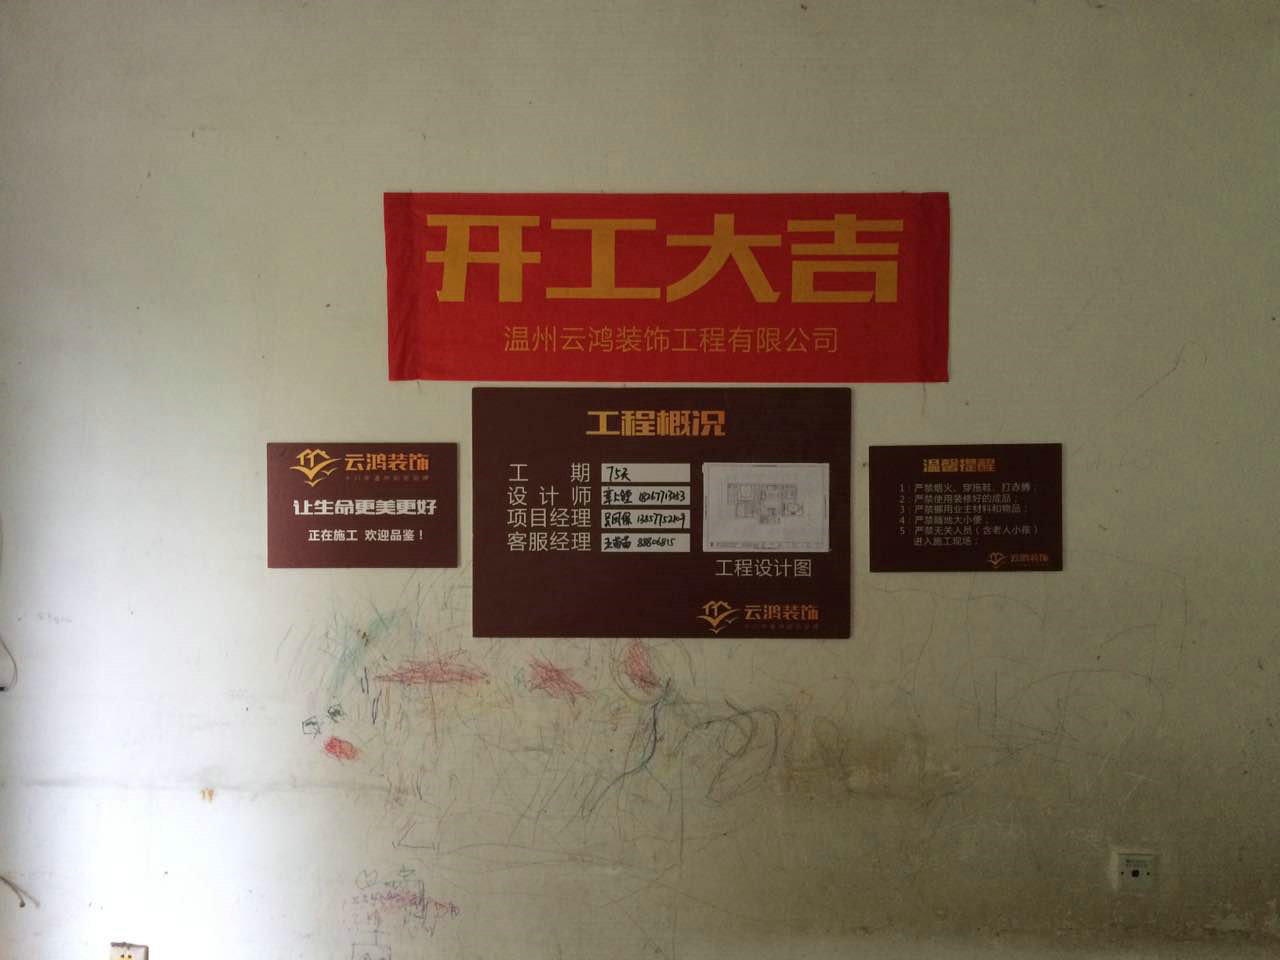 开工大吉
温州云鸿装饰工程有限公司
云鸿装饰
让生命更美更好
正在施工 欢迎品鉴！
工程概况
工期 75天
设计师
项目经理
客服经理 88806815
工程设计图
云鸿装饰
温馨提醒
1：严禁烟火、穿拖鞋、打赤膊；
2：严禁使用装修好的成品；
3：严禁挪用业主材料和物品；
4：严禁随地大小便；
5：严禁无关人员（含老人小孩）
进入施工现场；
云鸿装饰